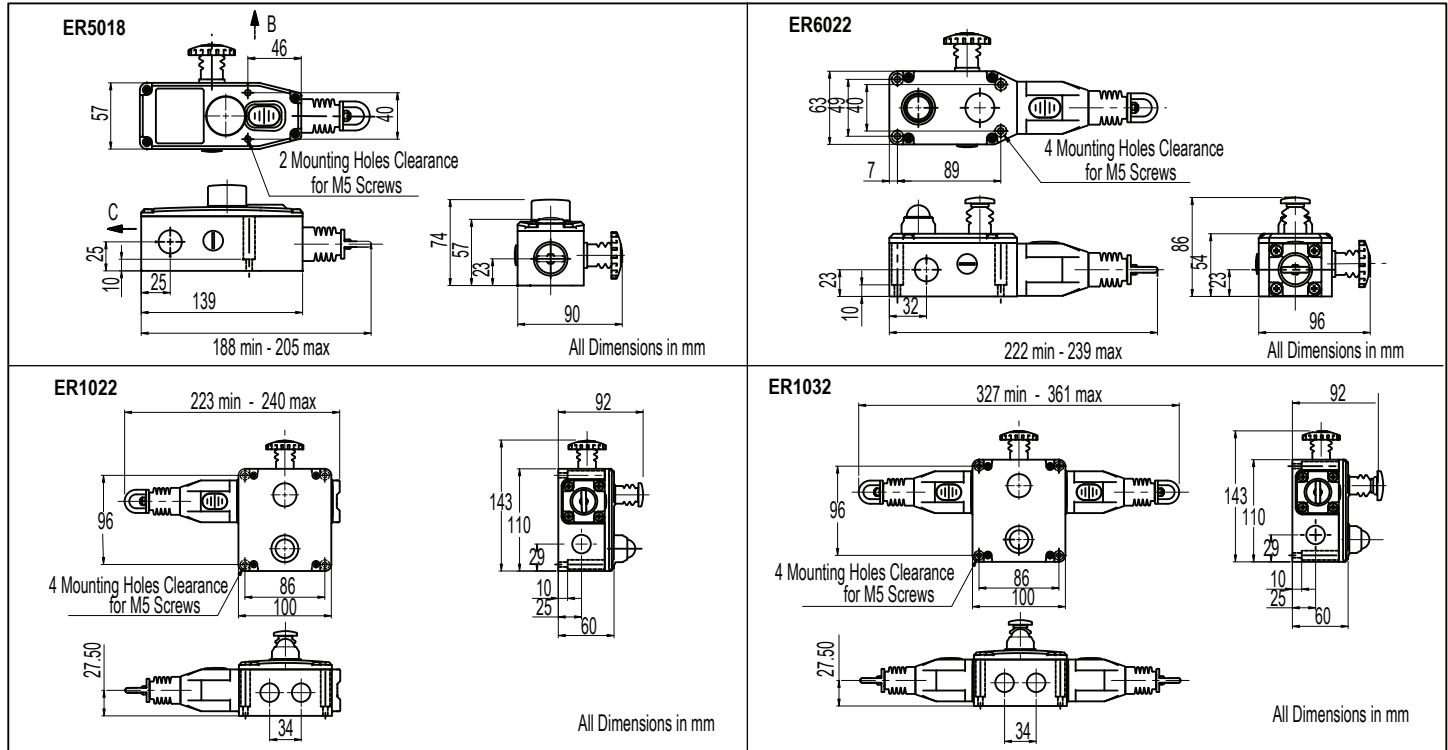 ER5018
B
46
57
40
2 Mounting Holes Clearance
for M5 Screws
C
25
10
25
139
188 min - 205 max
74
57
23
90
All Dimensions in mm
ER6022
63
49
40
7
89
4 Mounting Holes Clearance
for M5 Screws
23
10
32
222 min - 239 max
86
54
23
96
All Dimensions in mm
ER1022
223 min - 240 max
96
4 Mounting Holes Clearance
for M5 Screws
86
100
27.50
34
92
143
110
29
10
25
60
All Dimensions in mm
ER1032
327 min - 361 max
96
4 Mounting Holes Clearance
for M5 Screws
86
100
27.50
34
92
143
110
29
10
25
60
All Dimensions in mm